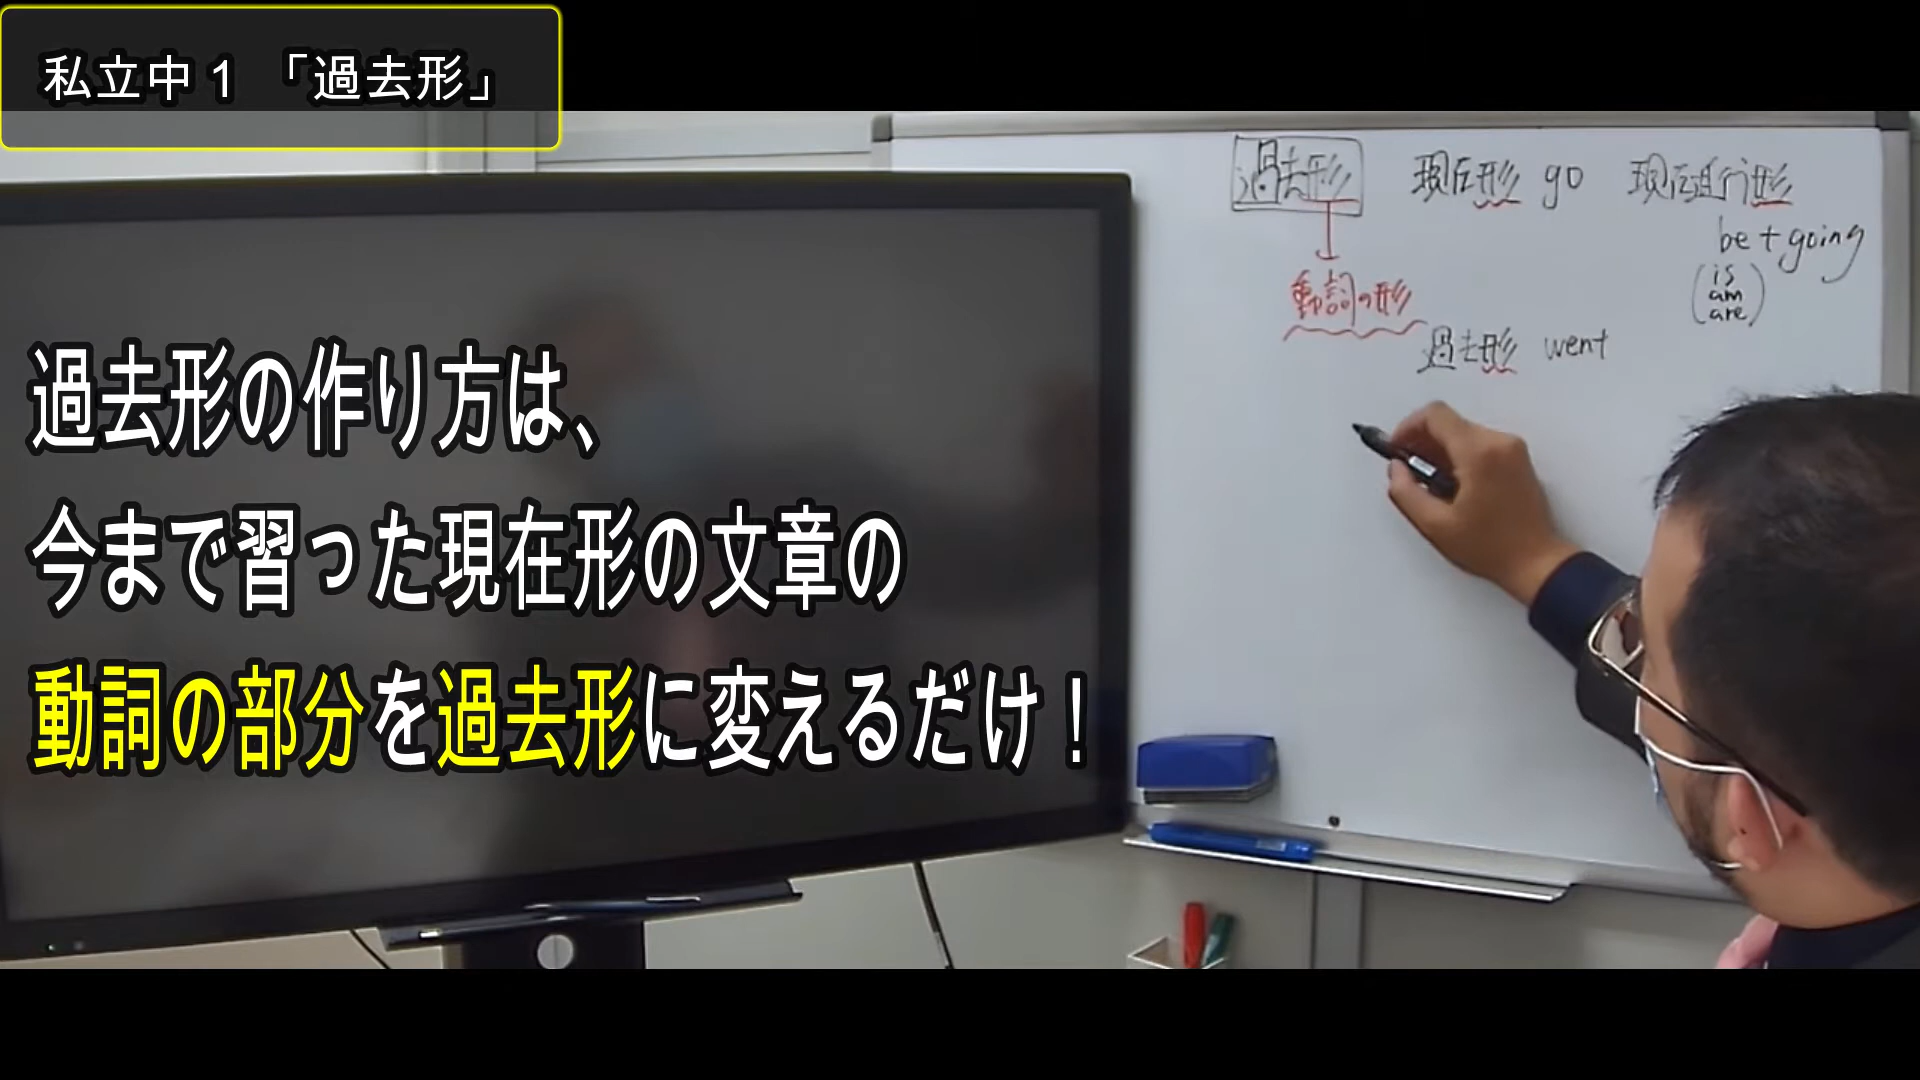 私立中１「過去形」
過去形 現在形 go 現在進行形
be + going
(is
am
are)
動詞の形
過去形 went
過去形の作り方は、
今まで習った現在形の文章の
動詞の部分を過去形に変えるだけ！